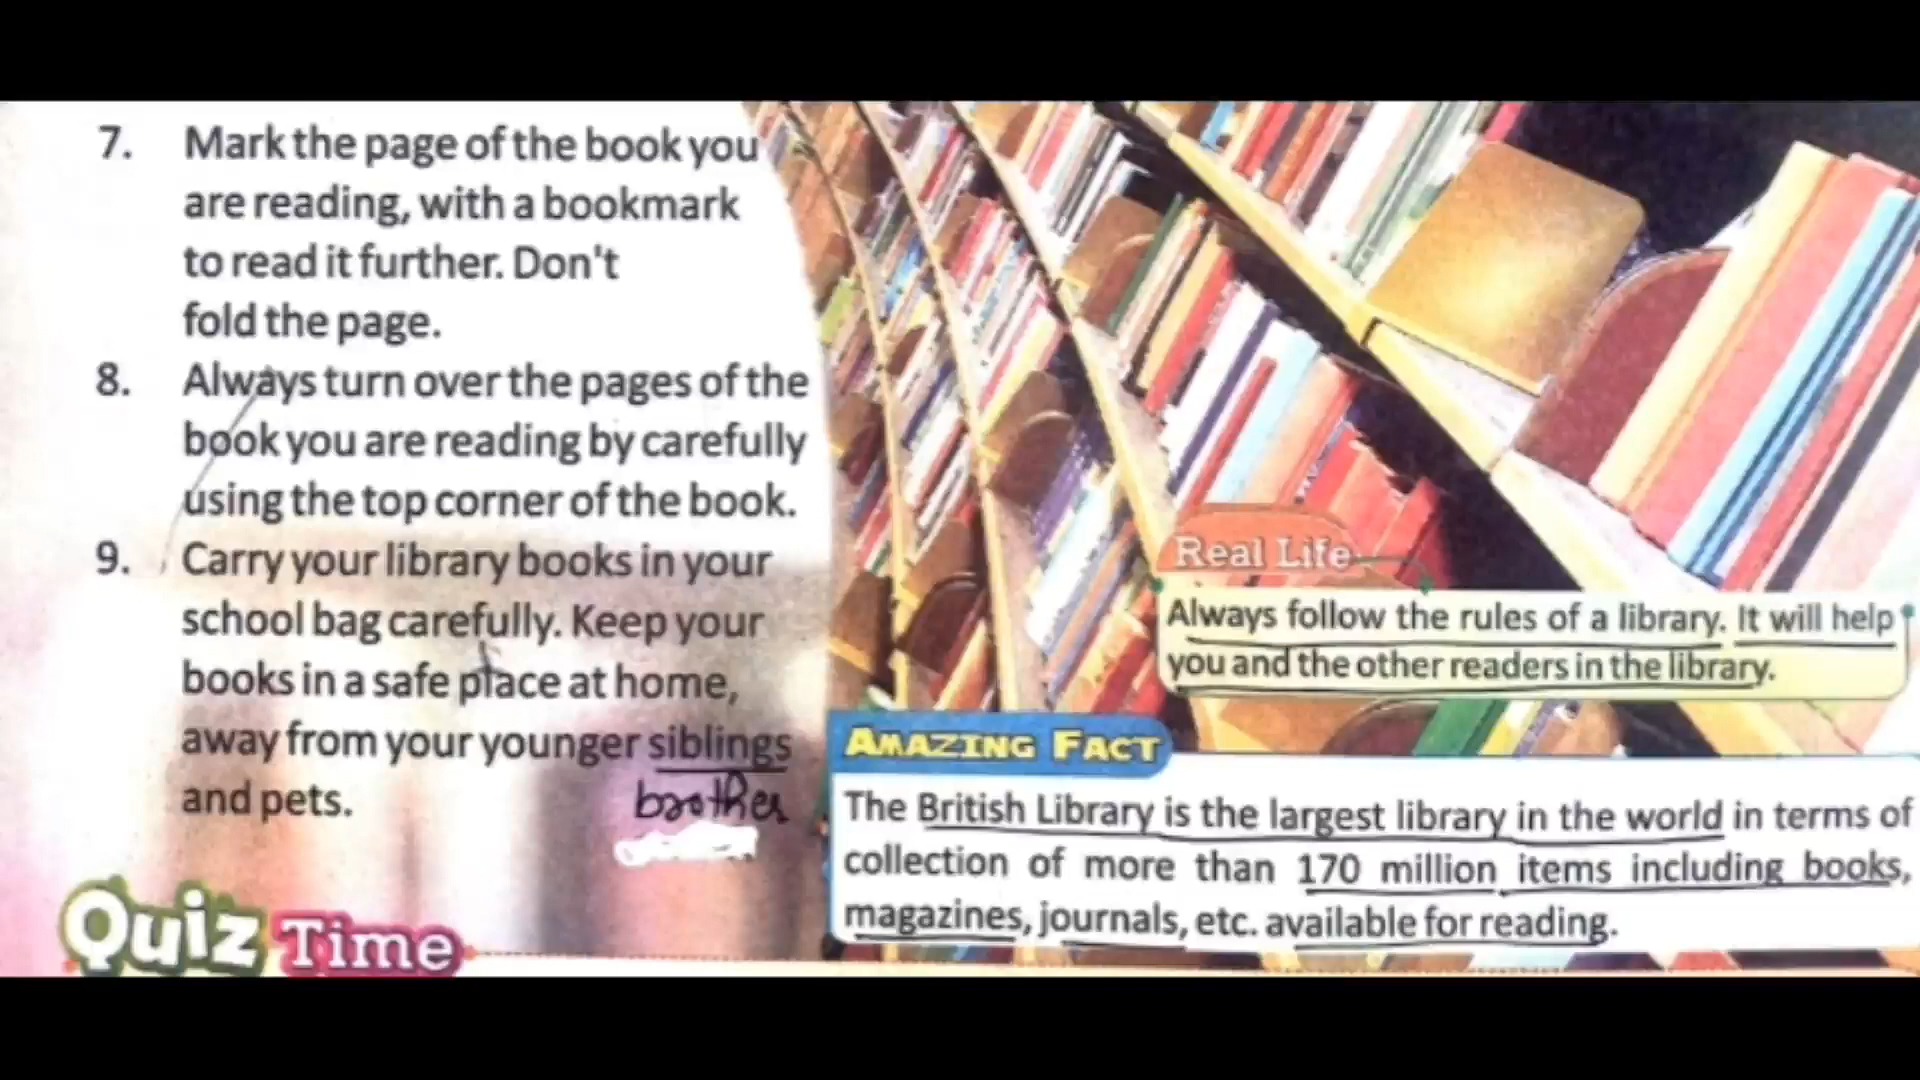 7. Mark the page of the book you
are reading, with a bookmark
to read it further. Don't
fold the page.
8. Always turn over the pages of the
book you are reading by carefully
using the top corner of the book.
9. Carry your library books in your
school bag carefully. Keep your
books in a safe place at home,
away from your younger siblings
brother
and pets.
Real Life
Always follow the rules of a library. It will help
you and the other readers in the library.
AMAZING FACT
The British Library is the largest library in the world in terms of
collection of more than 170 million items including books,
magazines, journals, etc. available for reading.
Quiz Time